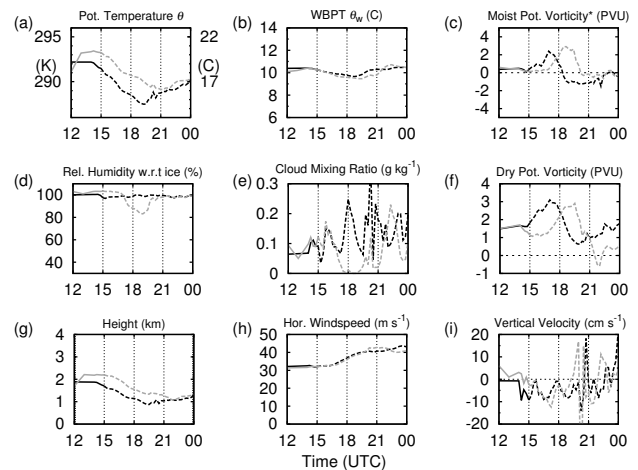 (a) Pot. Temperature θ
295 22
(K) (C)
290 17
12 15 18 21 00
(b) WBPT θw (C)
14
12
10
8
6
12 15 18 21 00
(c) Moist Pot. Vorticity* (PVU)
4
2
0
-2
-4
12 15 18 21 00
(d) Rel. Humidity w.r.t ice (%)
100
80
60
40
12 15 18 21 00
(e) Cloud Mixing Ratio (g kg⁻¹)
0.3
0.2
0.1
0
12 15 18 21 00
(f) Dry Pot. Vorticity (PVU)
4
3
2
1
0
-1
12 15 18 21 00
(g) Height (km)
4
3
2
1
0
12 15 18 21 00
(h) Hor. Windspeed (m s⁻¹)
50
40
30
20
10
0
12 15 18 21 00
(i) Vertical Velocity (cm s⁻¹)
20
10
0
-10
-20
12 15 18 21 00
Time (UTC)